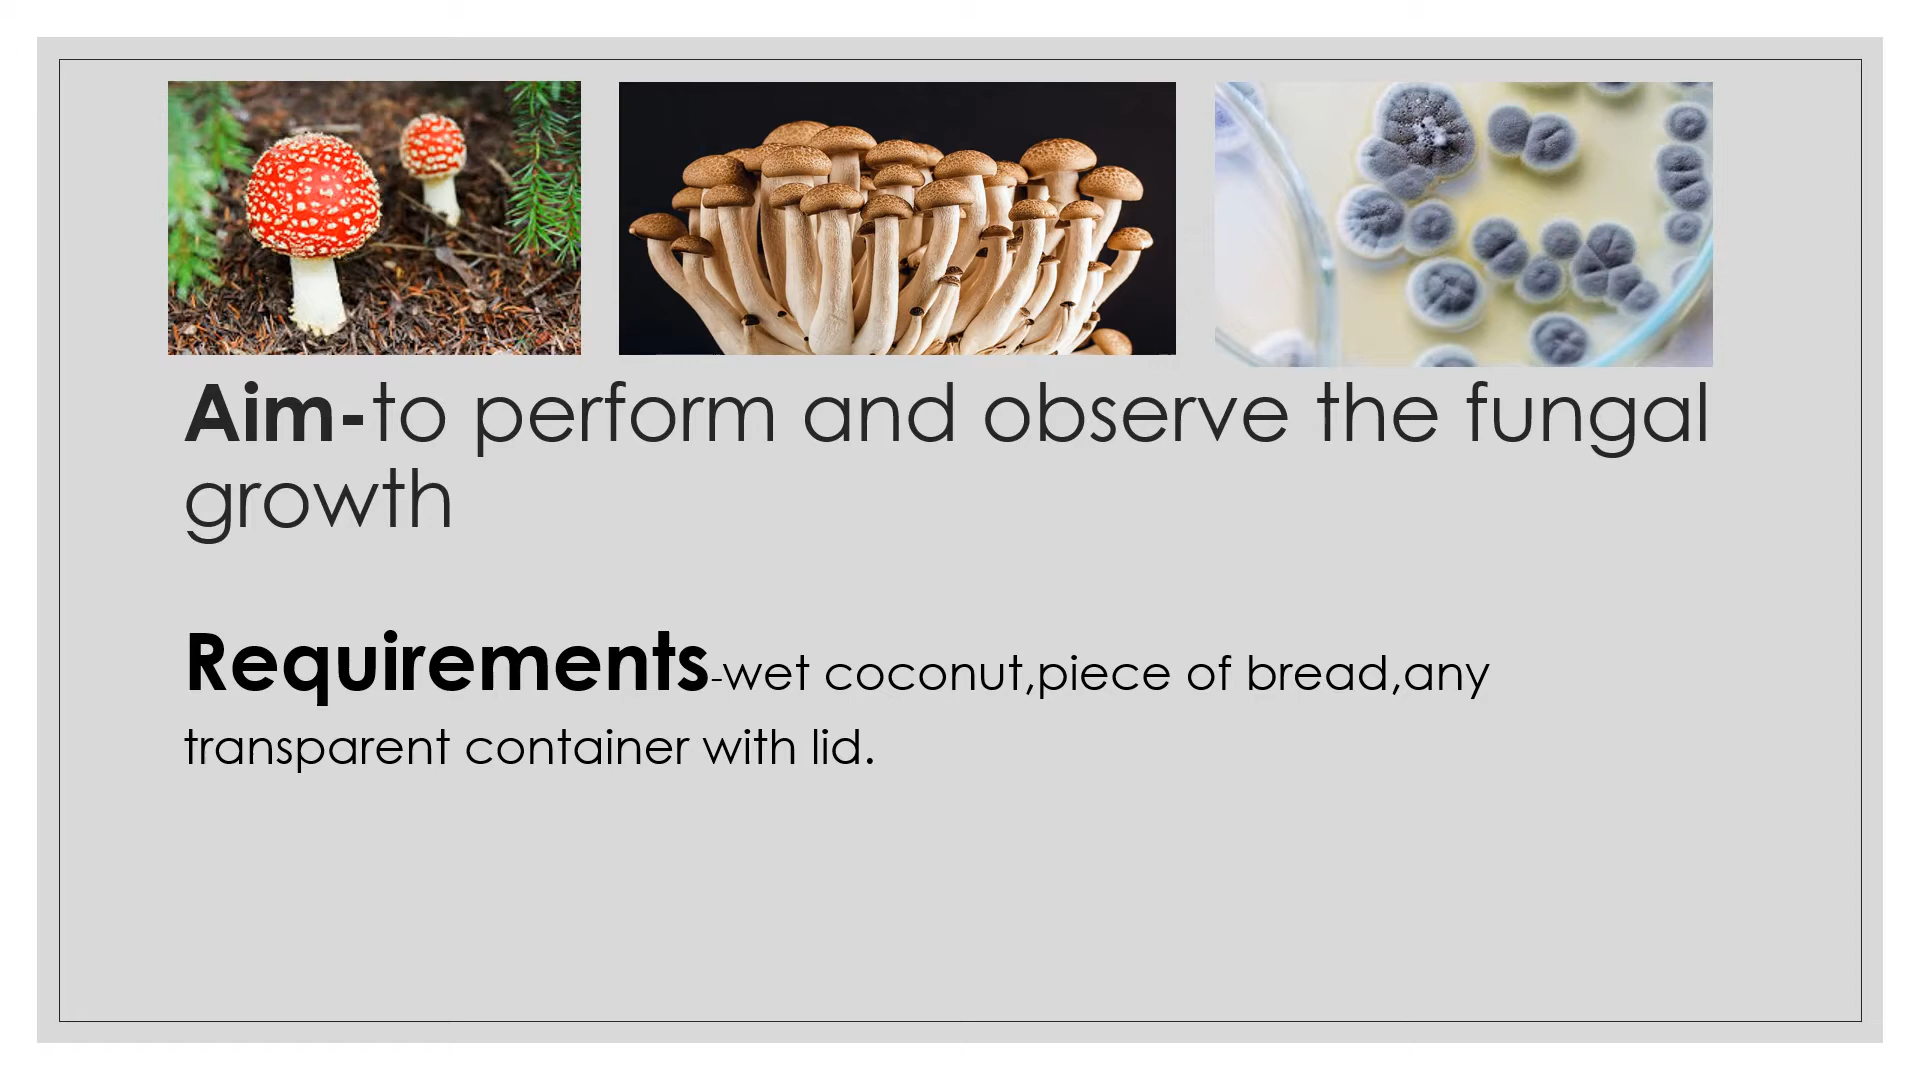 Aim-to perform and observe the fungal
growth
Requirements-wet coconut,piece of bread,any
transparent container with lid.